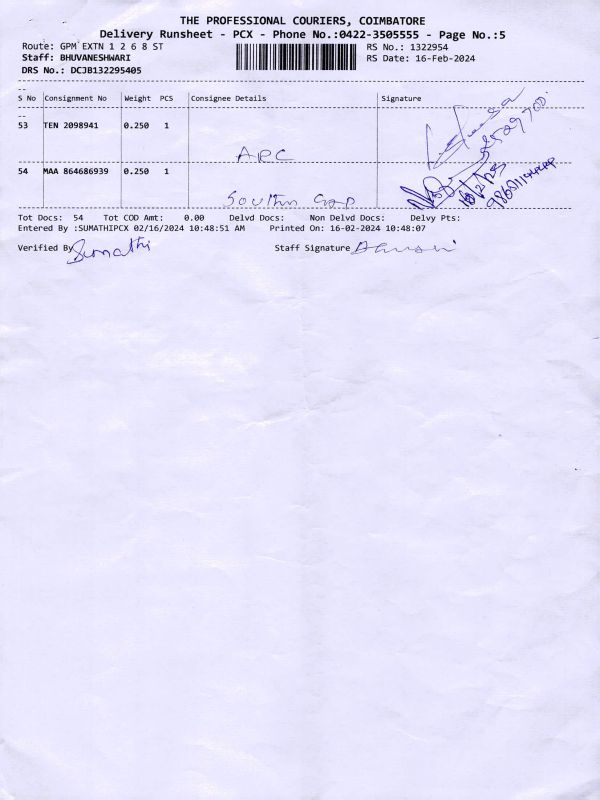 THE PROFESSIONAL COURIERS, COIMBATORE
Delivery Runsheet - PCX - Phone No.:0422-3505555 - Page No.:5
Route: GPM EXTN 1 2 6 8 ST
RS No.: 1322954
Staff: BHUVANESHWARI
RS Date: 16-Feb-2024
DRS No.: DCJB132295405
S No Consignment No Weight PCS Consignee Details Signature
53 TEN 2098941 0.250 1
APC
54 MAA 864686939 0.250 1
Tot Docs: 54 Tot COD Amt: 0.00 Delvd Docs: Non Delvd Docs: Delvy Pts:
Entered By :SUMATHIPCX 02/16/2024 10:48:51 AM Printed On: 16-02-2024 10:48:07
Verified By Sumathi Staff Signature